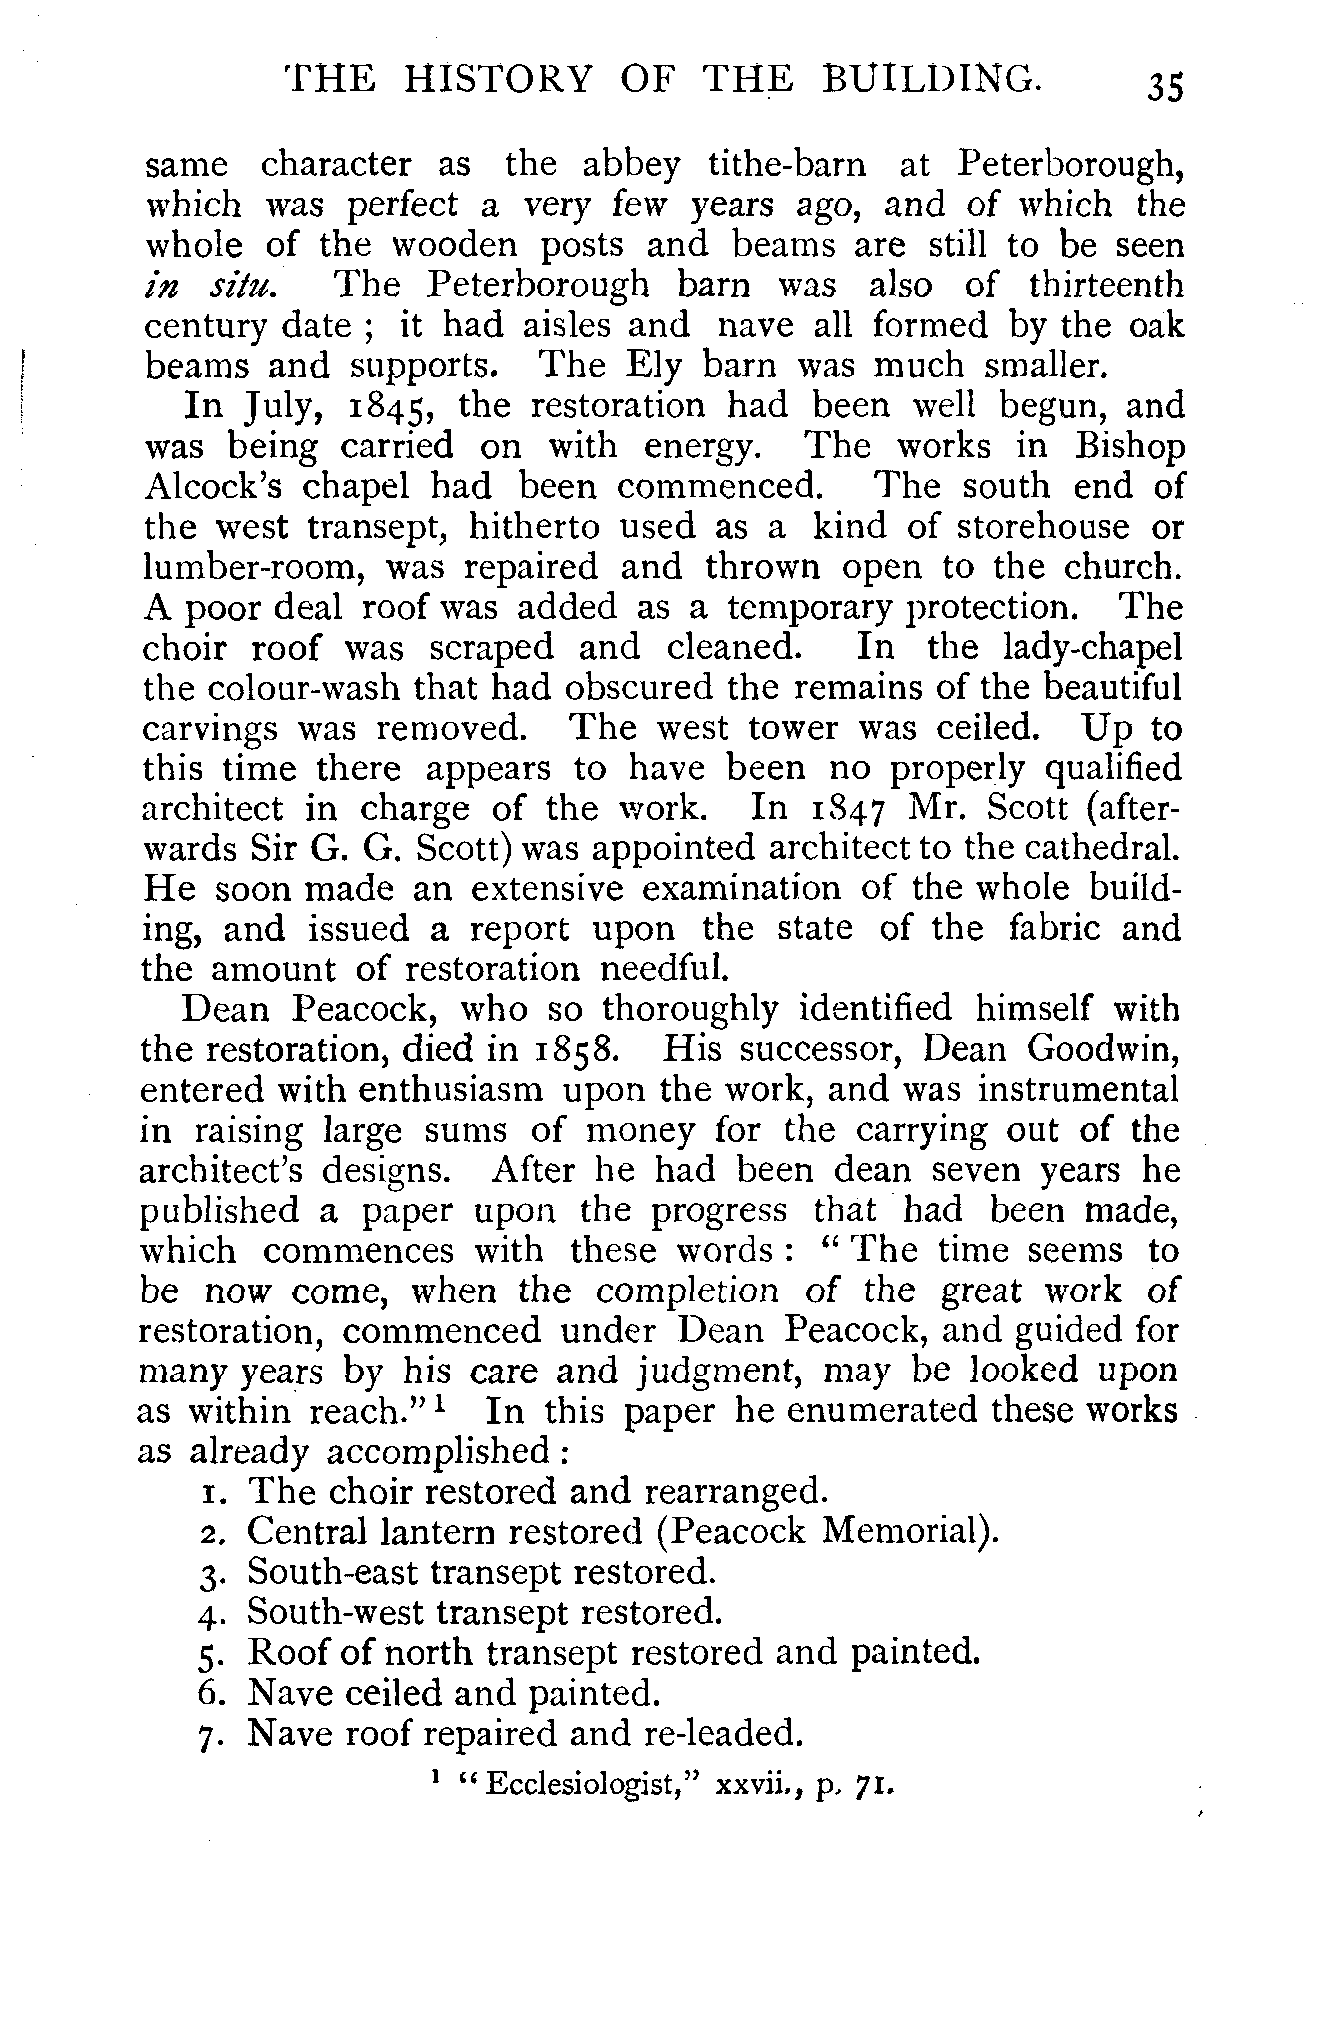 THE HISTORY OF THE BUILDING. 35
same character as the abbey tithe-barn at Peterborough,
which was perfect a very few years ago, and of which the
whole of the wooden posts and beams are still to be seen
in situ. The Peterborough barn was also of thirteenth
century date ; it had aisles and nave all formed by the oak
beams and supports. The Ely barn was much smaller.
In July, 1845, the restoration had been well begun, and
was being carried on with energy. The works in Bishop
Alcock's chapel had been commenced. The south end of
the west transept, hitherto used as a kind of storehouse or
lumber-room, was repaired and thrown open to the church.
A poor deal roof was added as a temporary protection. The
choir roof was scraped and cleaned. In the lady-chapel
the colour-wash that had obscured the remains of the beautiful
carvings was removed. The west tower was ceiled. Up to
this time there appears to have been no properly qualified
architect in charge of the work. In 1847 Mr. Scott (after-
wards Sir G. G. Scott) was appointed architect to the cathedral.
He soon made an extensive examination of the whole build-
ing, and issued a report upon the state of the fabric and
the amount of restoration needful.
Dean Peacock, who so thoroughly identified himself with
the restoration, died in 1858. His successor, Dean Goodwin,
entered with enthusiasm upon the work, and was instrumental
in raising large sums of money for the carrying out of the
architect's designs. After he had been dean seven years he
published a paper upon the progress that had been made,
which commences with these words : “ The time seems to
be now come, when the completion of the great work of
restoration, commenced under Dean Peacock, and guided for
many years by his care and judgment, may be looked upon
as within reach.” ¹ In this paper he enumerated these works
as already accomplished :
1. The choir restored and rearranged.
2. Central lantern restored (Peacock Memorial).
3. South-east transept restored.
4. South-west transept restored.
5. Roof of north transept restored and painted.
6. Nave ceiled and painted.
7. Nave roof repaired and re-leaded.
¹ “ Ecclesiologist,” xxvii., p. 71.